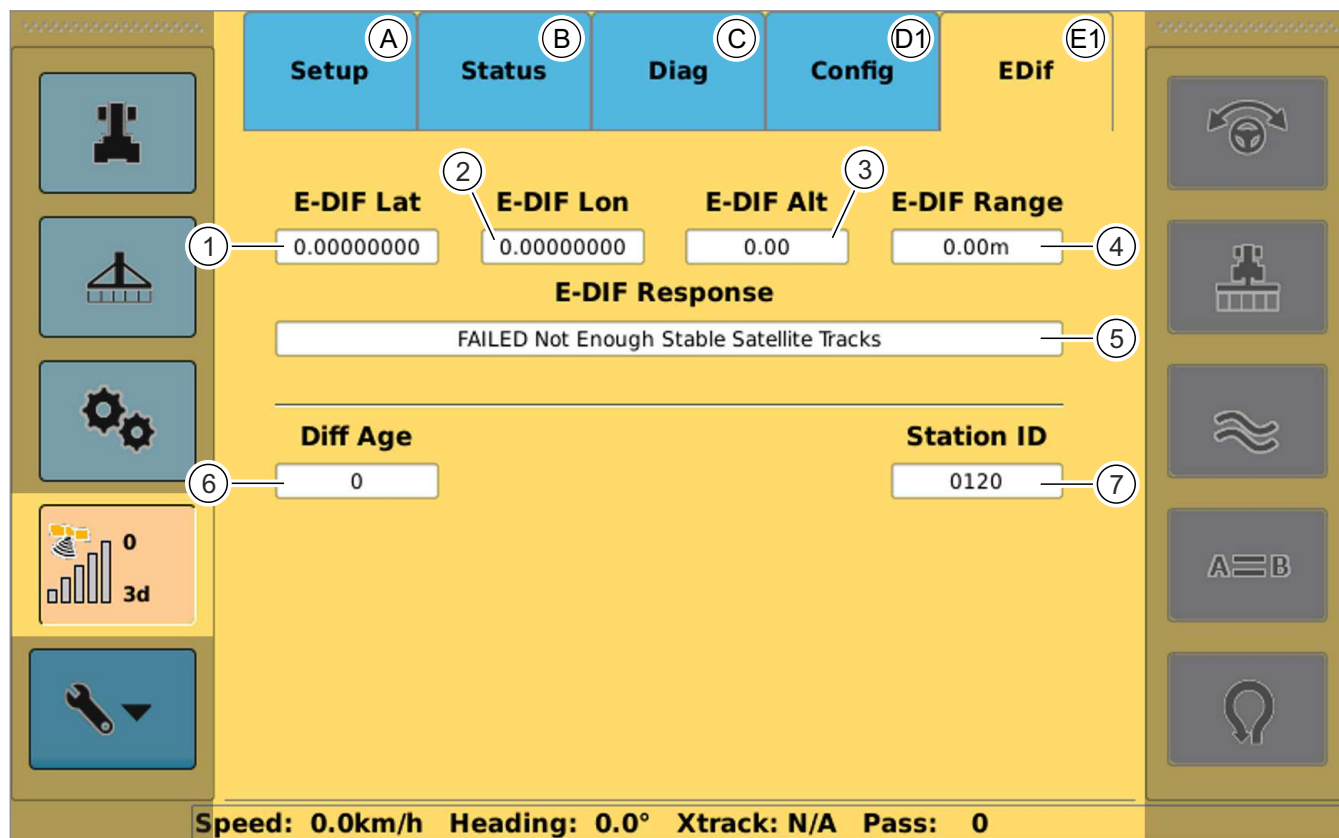 A B C D1 E1
Setup Status Diag Config EDif
2 3
E-DIF Lat E-DIF Lon E-DIF Alt E-DIF Range
1 0.00000000 0.00000000 0.00 0.00m 4
E-DIF Response
FAILED Not Enough Stable Satellite Tracks 5
Diff Age Station ID
6 0 0120 7
0
3d
A B
Speed: 0.0km/h Heading: 0.0° Xtrack: N/A Pass: 0